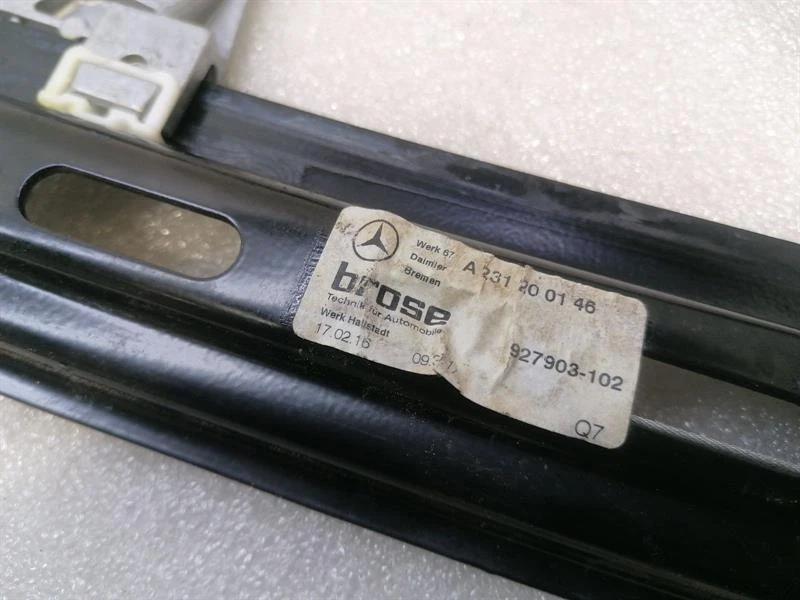 Werk 67
Daimler
Bremen
A 231 200 01 46
brose
Technik für Automobile
Werk Hallstadt
17.02.16
927903-102
Q7